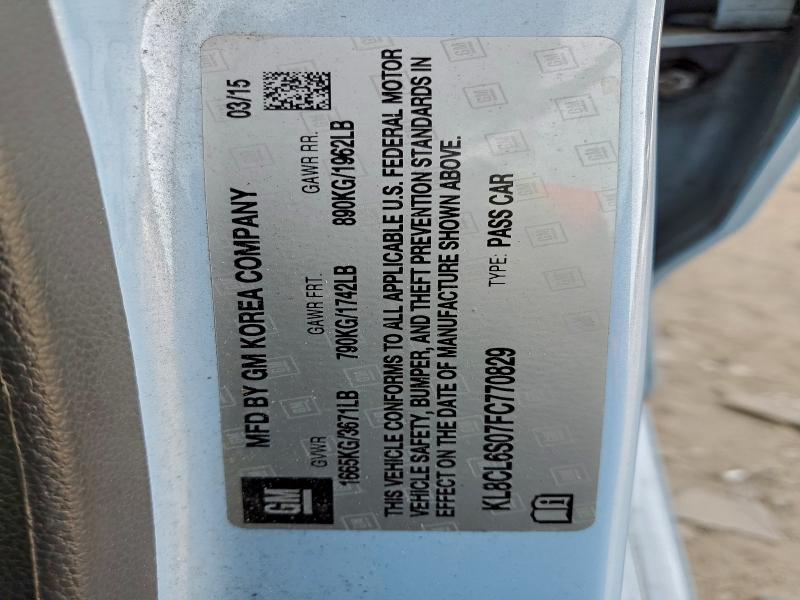 GM
MFD BY GM KOREA COMPANY
03/15
GVWR
GAWR FRT.
GAWR RR.
1665KG/3671LB
790KG/1742LB
890KG/1962LB
THIS VEHICLE CONFORMS TO ALL APPLICABLE U.S. FEDERAL MOTOR
VEHICLE SAFETY, BUMPER, AND THEFT PREVENTION STANDARDS IN
EFFECT ON THE DATE OF MANUFACTURE SHOWN ABOVE.
KL8CL6S07FC770829
TYPE: PASS CAR